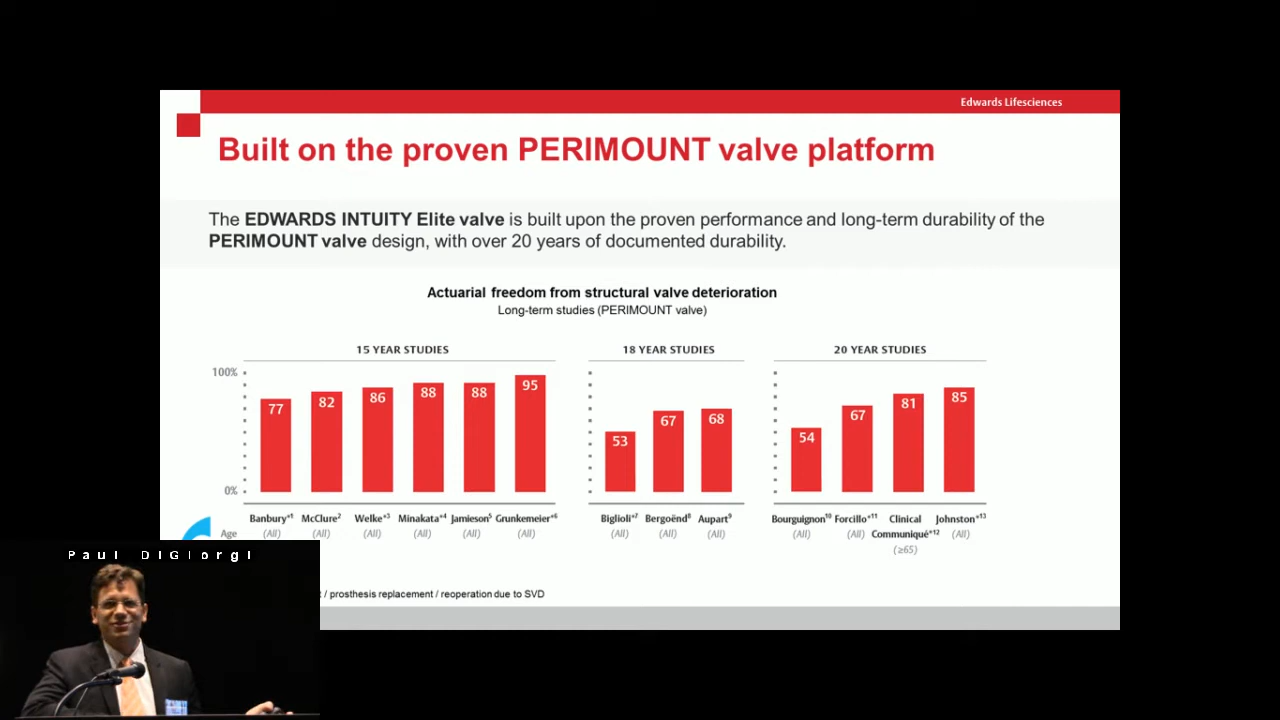 Edwards Lifesciences
Built on the proven PERIMOUNT valve platform
The EDWARDS INTUITY Elite valve is built upon the proven performance and long-term durability of the
PERIMOUNT valve design, with over 20 years of documented durability.
Actuarial freedom from structural valve deterioration
Long-term studies (PERIMOUNT valve)
15 YEAR STUDIES
100%
0%
77 82 86 88 88 95
Banbury*1 McClure2 Welke*3 Minakata*4 Jamieson5 Grunkemeier*6
Age (All) (All) (All) (All) (All) (All)
18 YEAR STUDIES
53 67 68
Biglioli*7 Bergoënd8 Aupart9
(All) (All) (All)
20 YEAR STUDIES
54 67 81 85
Bourguignon10 Forcillo*11 Clinical Communiqué*12 Johnston*13
(All) (All) (≥65) (All)
/ prosthesis replacement / reoperation due to SVD
Paul DiGiorgi